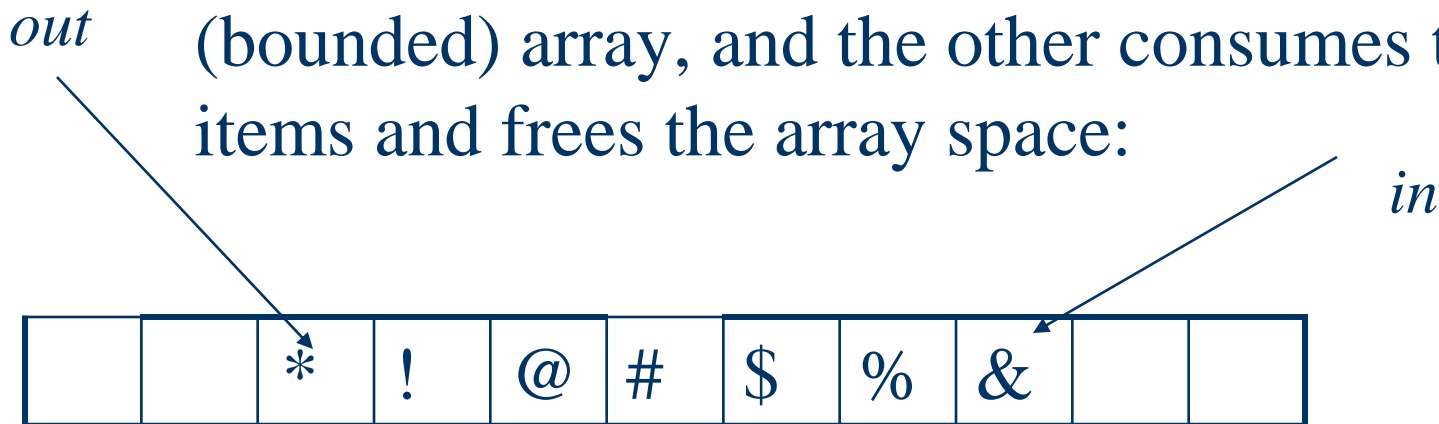 out
(bounded) array, and the other consumes
items and frees the array space:
in
* ! @ # $ % &